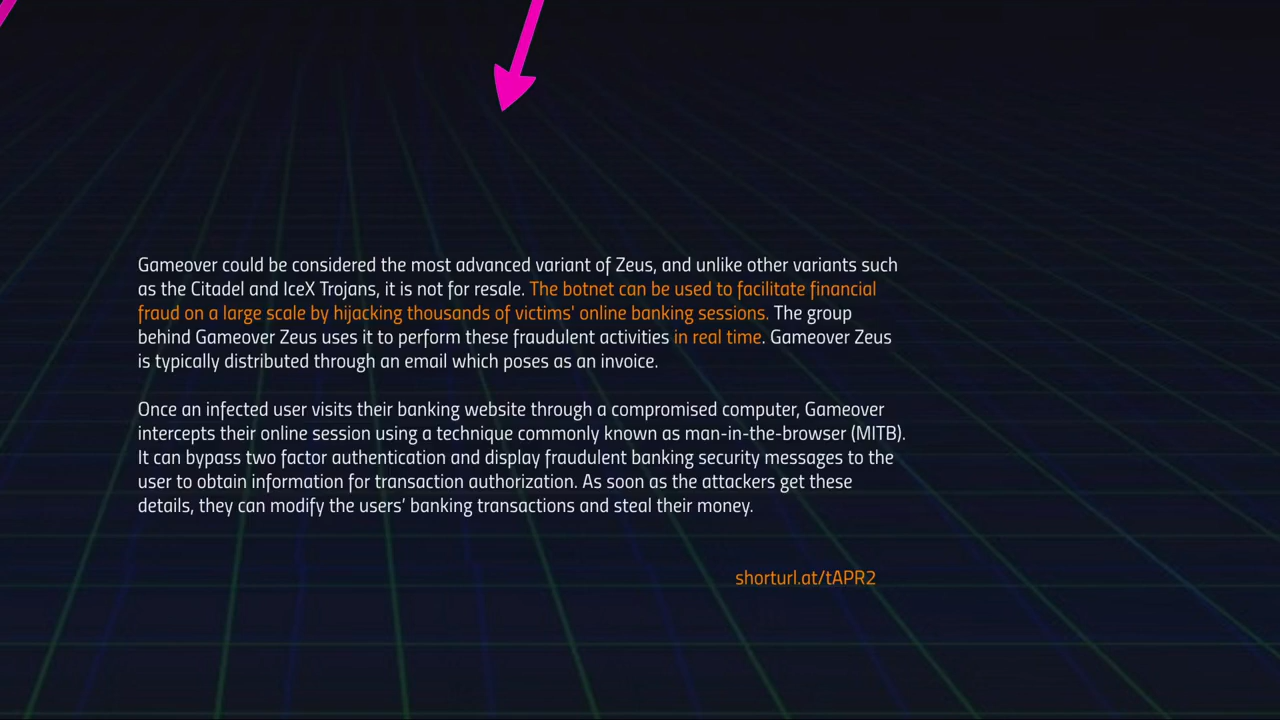 Gameover could be considered the most advanced variant of Zeus, and unlike other variants such
as the Citadel and IceX Trojans, it is not for resale. The botnet can be used to facilitate financial
fraud on a large scale by hijacking thousands of victims' online banking sessions. The group
behind Gameover Zeus uses it to perform these fraudulent activities in real time. Gameover Zeus
is typically distributed through an email which poses as an invoice.
Once an infected user visits their banking website through a compromised computer, Gameover
intercepts their online session using a technique commonly known as man-in-the-browser (MITB).
It can bypass two factor authentication and display fraudulent banking security messages to the
user to obtain information for transaction authorization. As soon as the attackers get these
details, they can modify the users’ banking transactions and steal their money.
shorturl.at/tAPR2